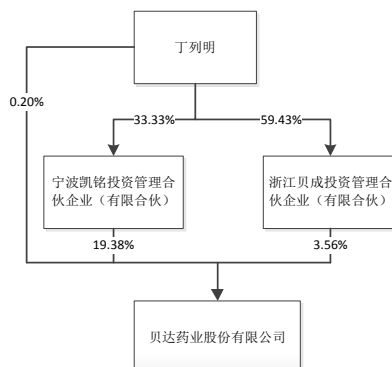 丁列明
0.20%
33.33%
59.43%
宁波凯铭投资管理合
伙企业（有限合伙）
浙江贝成投资管理合
伙企业（有限合伙）
19.38%
3.56%
贝达药业股份有限公司